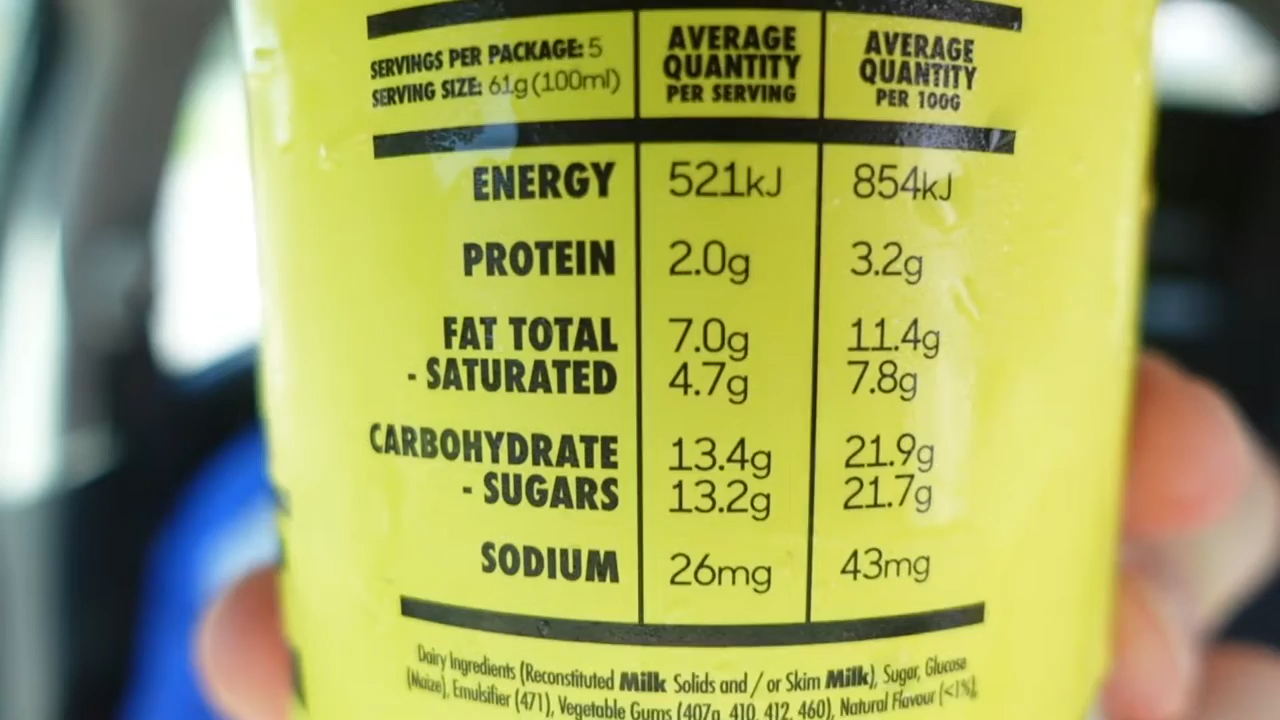 SERVINGS PER PACKAGE: 5
SERVING SIZE: 61g (100ml)
AVERAGE QUANTITY PER SERVING
AVERAGE QUANTITY PER 100G
ENERGY 521kJ 854kJ
PROTEIN 2.0g 3.2g
FAT TOTAL 7.0g 11.4g
- SATURATED 4.7g 7.8g
CARBOHYDRATE 13.4g 21.9g
- SUGARS 13.2g 21.7g
SODIUM 26mg 43mg
Dairy Ingredients (Reconstituted Milk Solids and / or Skim Milk), Sugar, Glucose
(Maize), Emulsifier (471), Vegetable Gums (407a, 410, 412, 460), Natural Flavour (<1%),